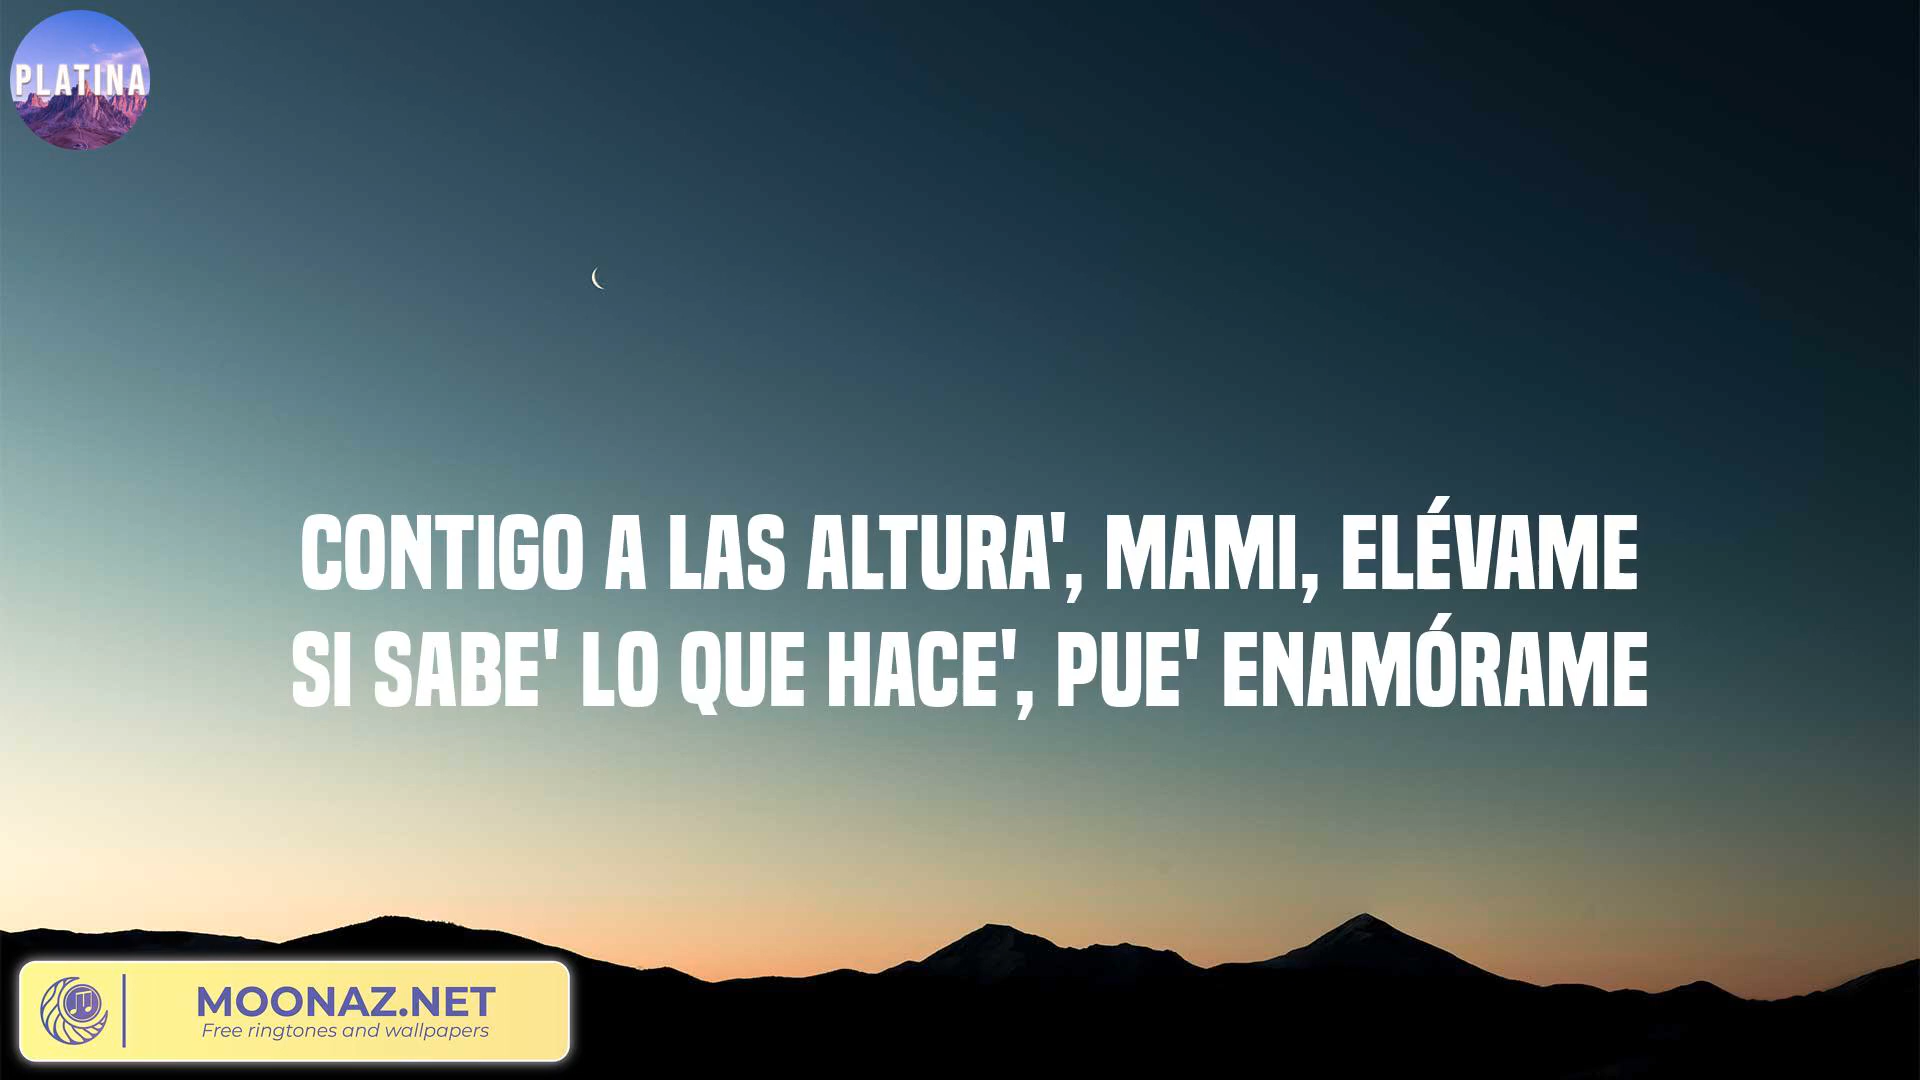 PLATINA
CONTIGO A LAS ALTURA', MAMI, ELÉVAME
SI SABE' LO QUE HACE', PUE' ENAMÓRAME
MOONAZ.NET
Free ringtones and wallpapers